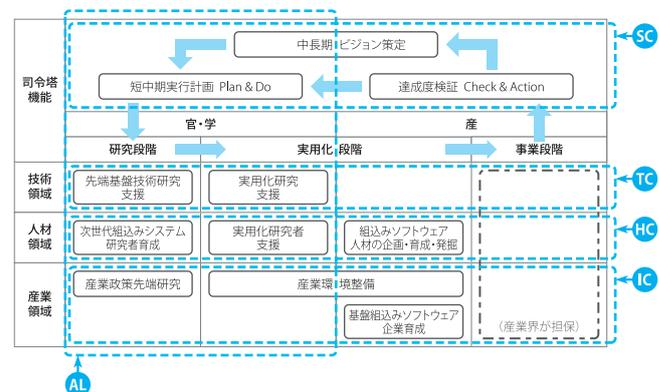 司令塔
機能
中長期ビジョン策定
短中期実行計画 Plan & Do
達成度検証 Check & Action
SC
官・学
産
研究段階
実用化段階
事業段階
技術
領域
先端基盤技術研究
支援
実用化研究
支援
TC
人材
領域
次世代組込みシステム
研究者育成
実用化研究者
支援
組込みソフトウェア
人材の企画・育成・発掘
HC
産業
領域
産業政策先端研究
産業環境整備
IC
基盤組込みソフトウェア
企業育成
(産業界が担保)
AL